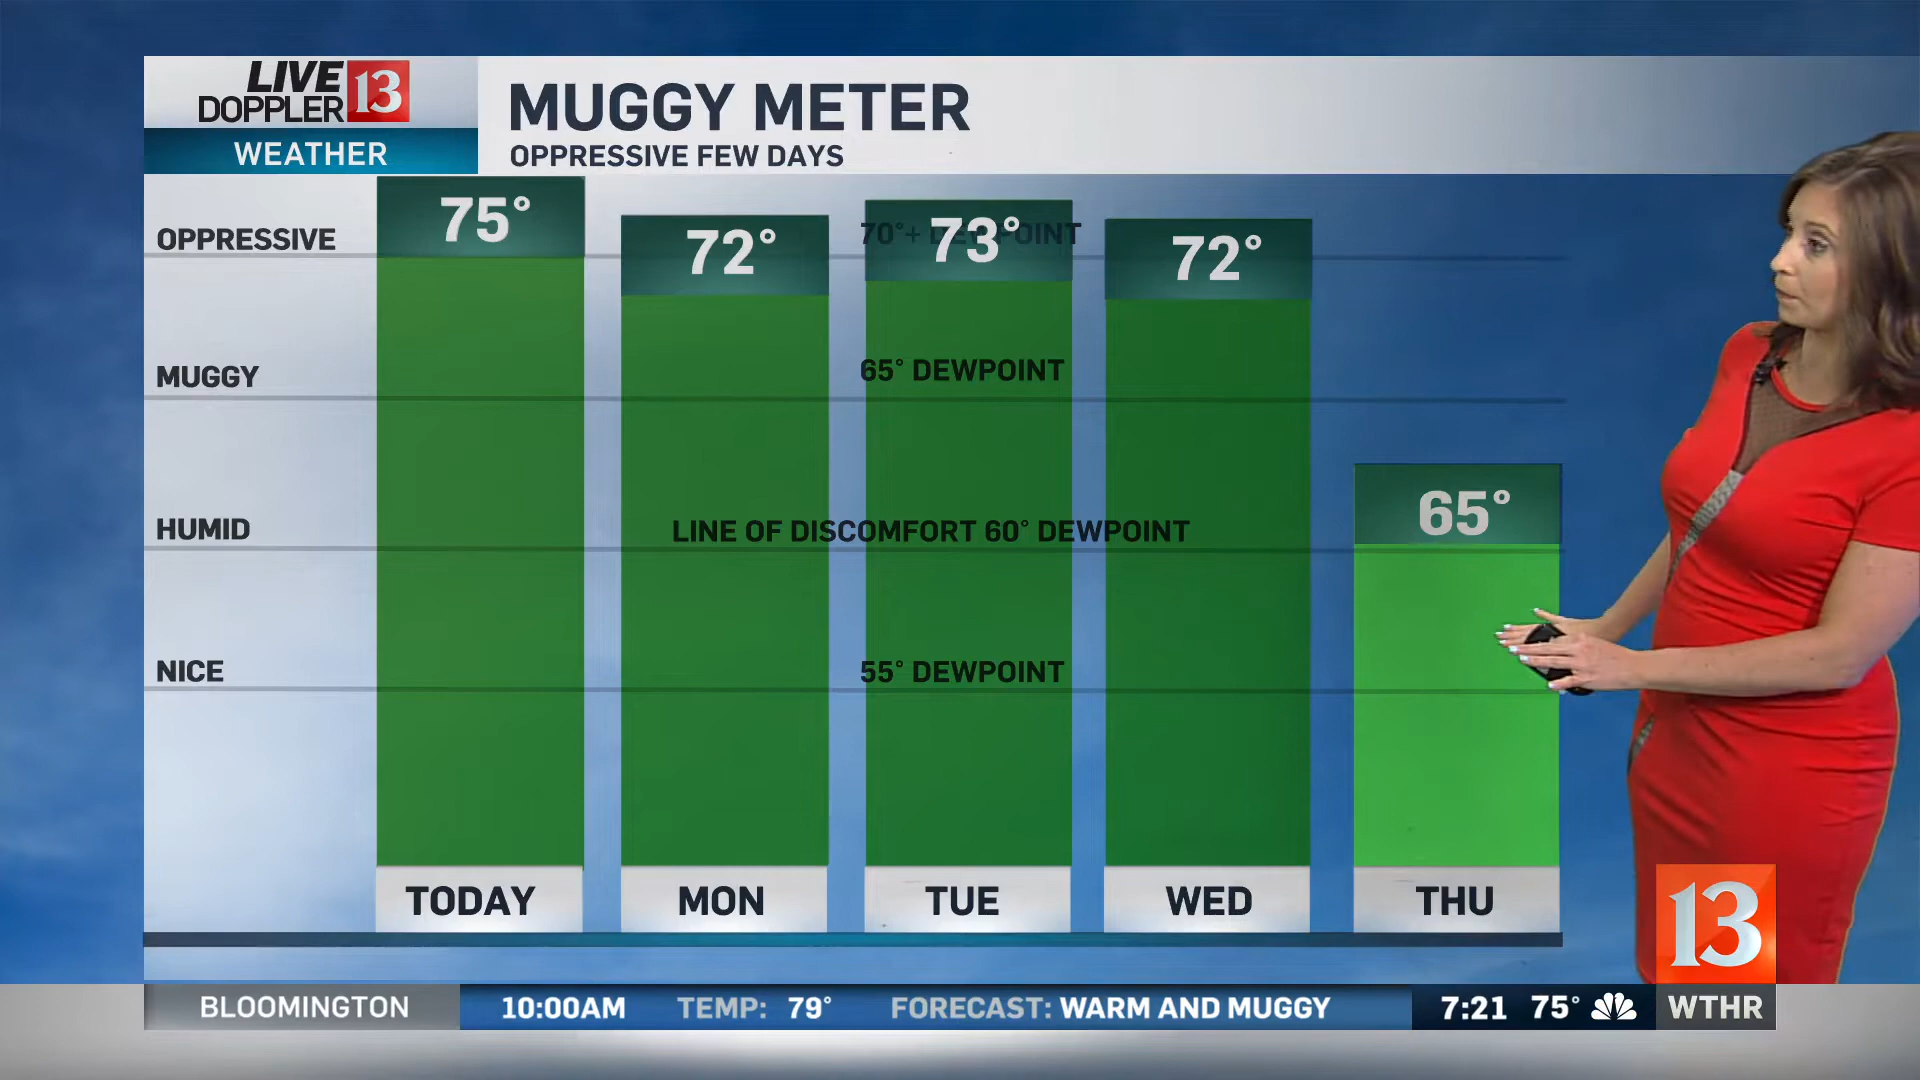 LIVE
DOPPLER 13
WEATHER
MUGGY METER
OPPRESSIVE FEW DAYS
OPPRESSIVE
75°
72°
73°
72°
70°+ DEWPOINT
MUGGY
65° DEWPOINT
HUMID
LINE OF DISCOMFORT 60° DEWPOINT
65°
NICE
55° DEWPOINT
TODAY
MON
TUE
WED
THU
13
BLOOMINGTON
10:00AM TEMP: 79° FORECAST: WARM AND MUGGY
7:21 75°
WTHR